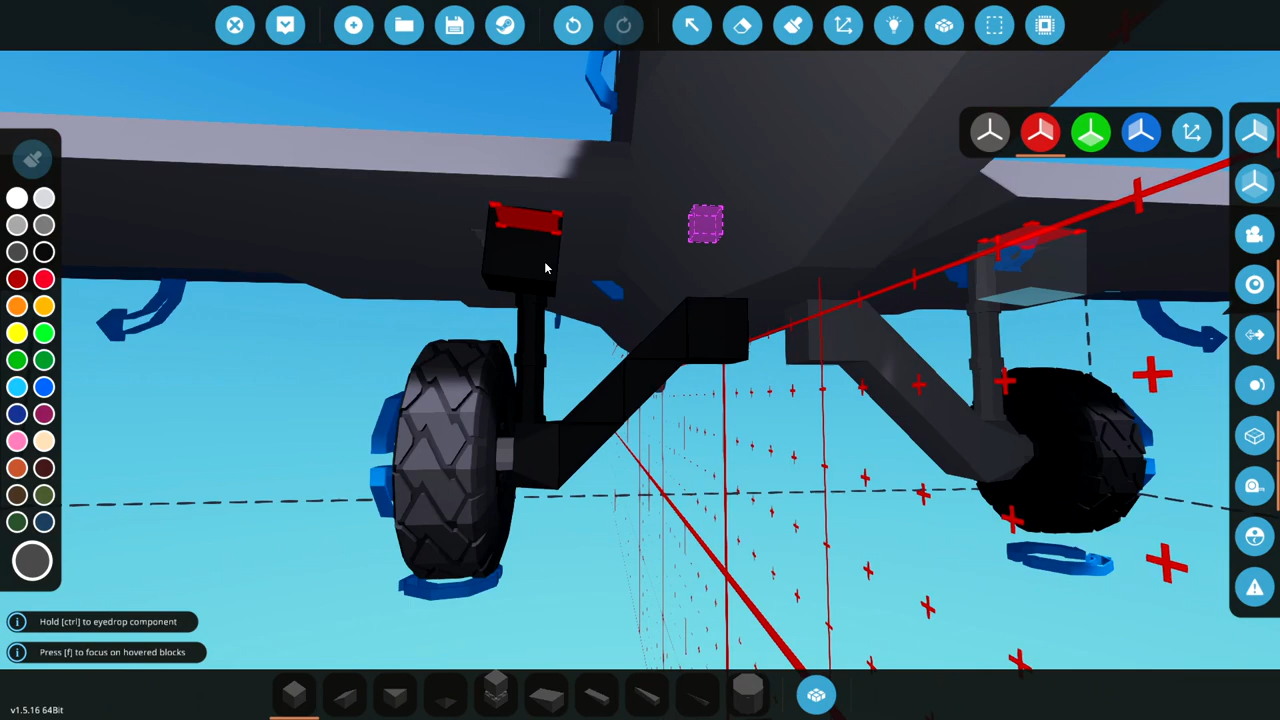 Hold [ctrl] to eyedrop component
Press [f] to focus on hovered blocks
v1.5.16 64Bit